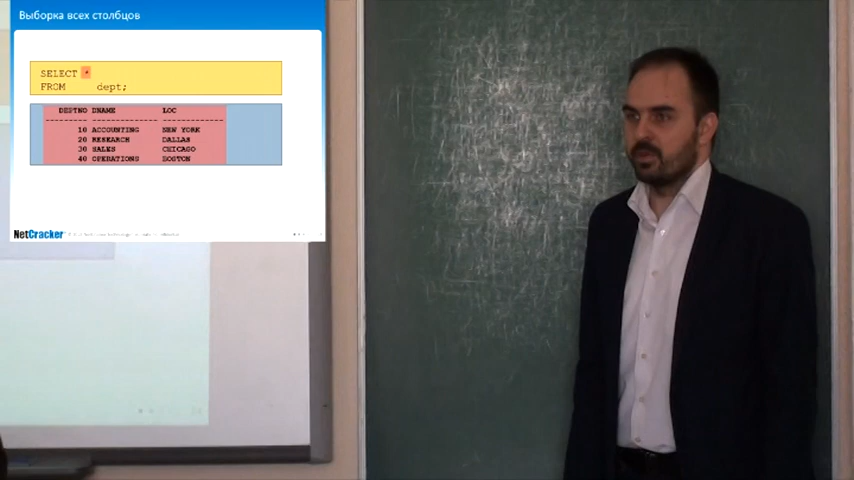 Выборка всех столбцов
SELECT *
FROM dept;
DEPTNO DNAME LOC
---------- -------------- -------------
10 ACCOUNTING NEW YORK
20 RESEARCH DALLAS
30 SALES CHICAGO
40 OPERATIONS BOSTON
NetCracker